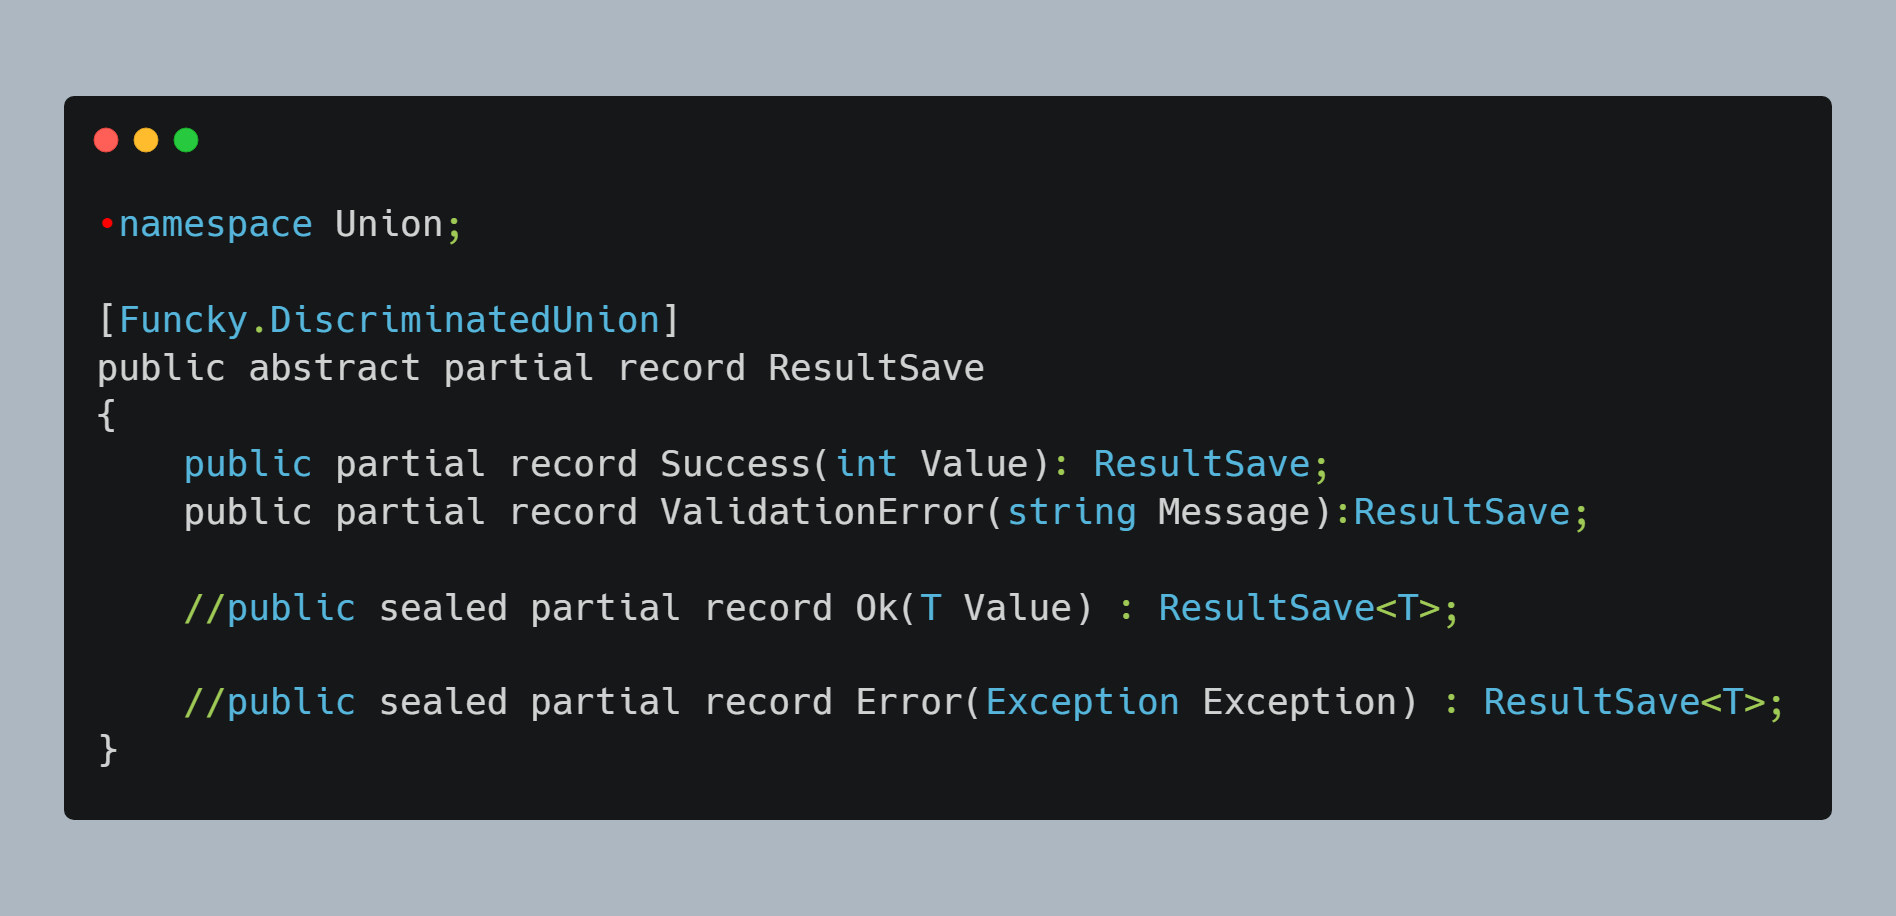 •namespace Union;
[Funcky.DiscriminatedUnion]
public abstract partial record ResultSave
{
    public partial record Success(int Value): ResultSave;
    public partial record ValidationError(string Message):ResultSave;
    //public sealed partial record Ok(T Value) : ResultSave<T>;
    //public sealed partial record Error(Exception Exception) : ResultSave<T>;
}